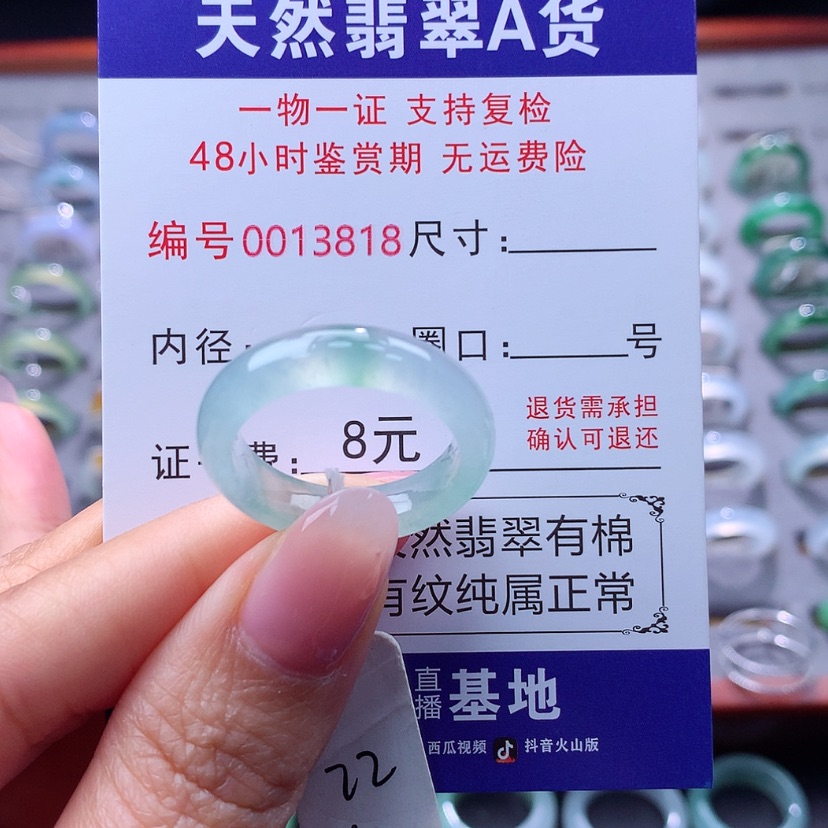 天然翡翠A货
一物一证 支持复检
48小时鉴赏期 无运费险
编号0013818尺寸:
内径: 圈口: 号
退货需承担
确认可退还
证 费: 8元
然翡翠有棉
有纹纯属正常
直播基地
西瓜视频 抖音火山版
22